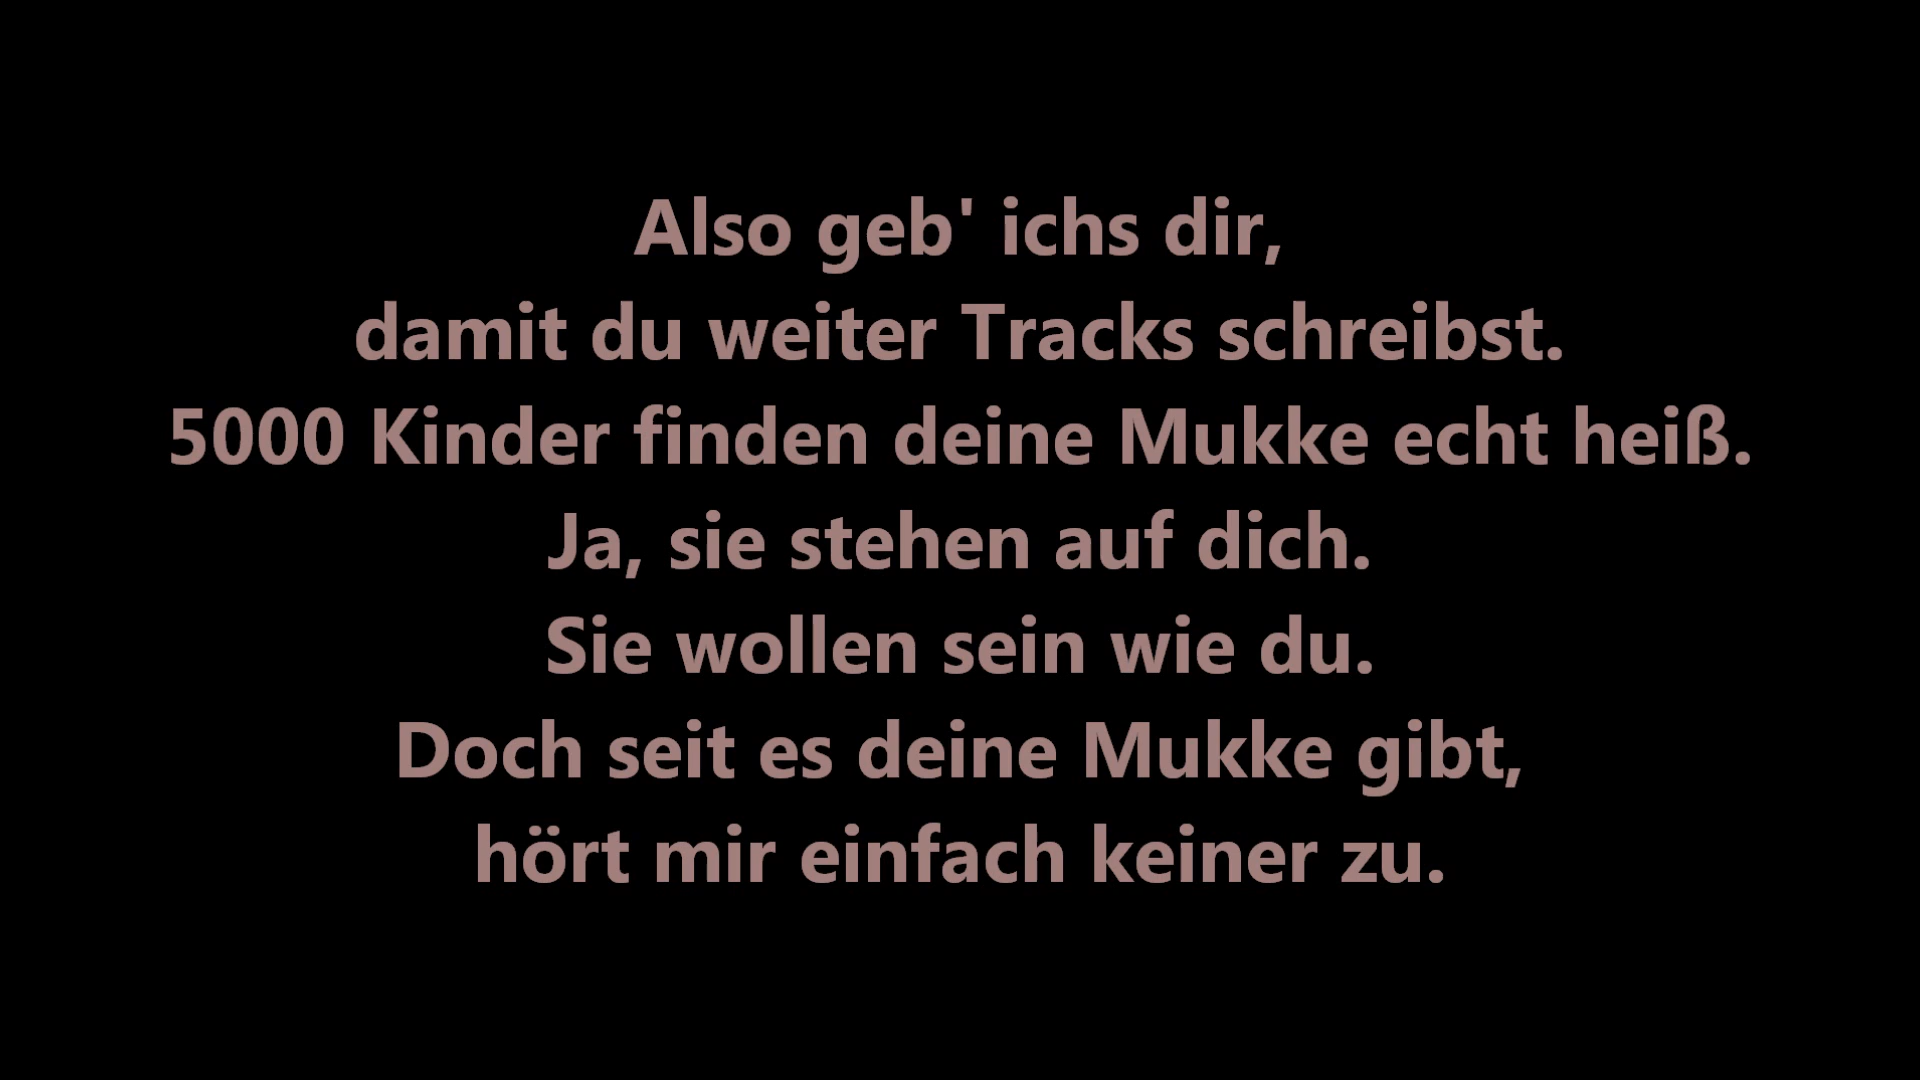 Also geb' ichs dir,
damit du weiter Tracks schreibst.
5000 Kinder finden deine Mukke echt heiß.
Ja, sie stehen auf dich.
Sie wollen sein wie du.
Doch seit es deine Mukke gibt,
hört mir einfach keiner zu.